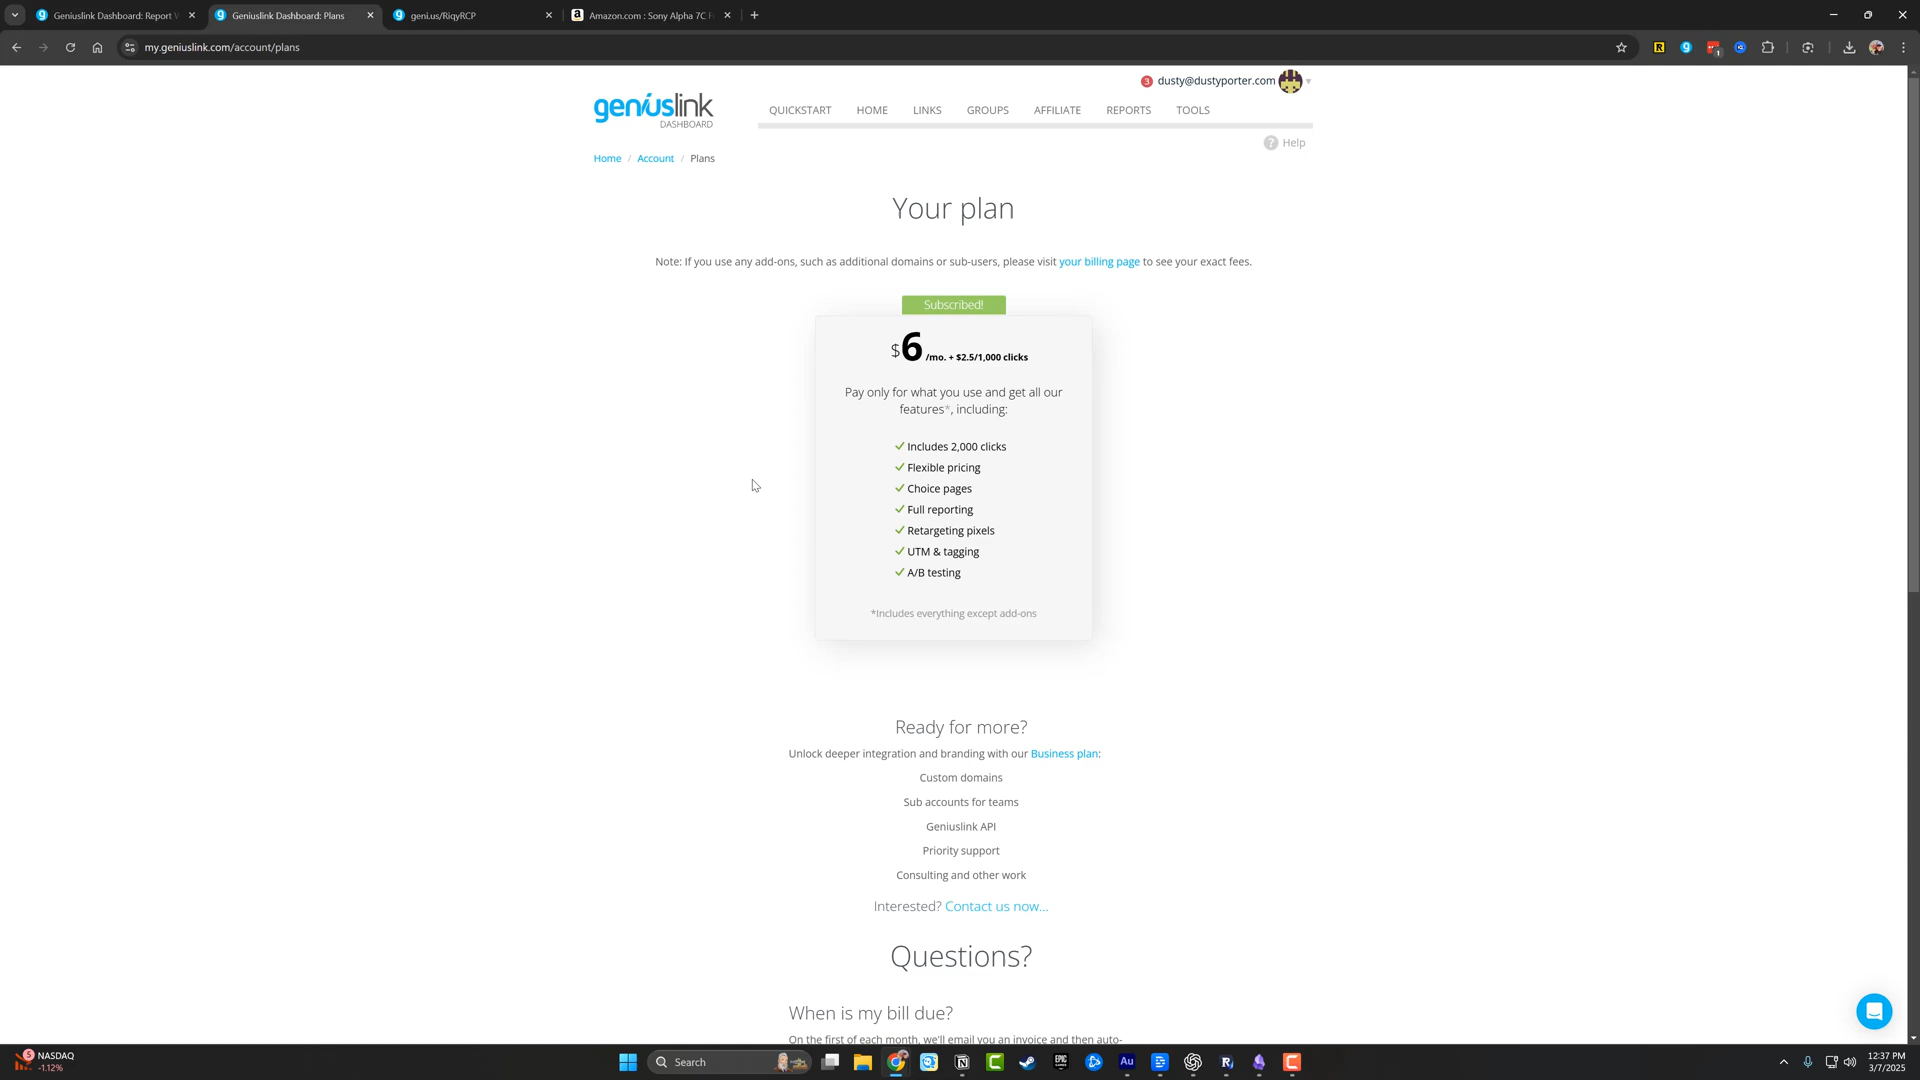 Geniuslink Dashboard: Report V
Geniuslink Dashboard: Plans
geni.us/RiqyRCP
Amazon.com : Sony Alpha 7C
my.geniuslink.com/account/plans
3 dusty@dustyporter.com
geniuslink
DASHBOARD
QUICKSTART HOME LINKS GROUPS AFFILIATE REPORTS TOOLS
? Help
Home / Account / Plans
Your plan
Note: If you use any add-ons, such as additional domains or sub-users, please visit your billing page to see your exact fees.
Subscribed!
$6 /mo. + $2.5/1,000 clicks
Pay only for what you use and get all our
features*, including:
Includes 2,000 clicks
Flexible pricing
Choice pages
Full reporting
Retargeting pixels
UTM & tagging
A/B testing
*Includes everything except add-ons
Ready for more?
Unlock deeper integration and branding with our Business plan:
Custom domains
Sub accounts for teams
Geniuslink API
Priority support
Consulting and other work
Interested? Contact us now...
Questions?
When is my bill due?
On the first of each month, we'll email you an invoice and then auto-
5 NASDAQ
-1.12%
Search
12:37 PM
3/7/2025